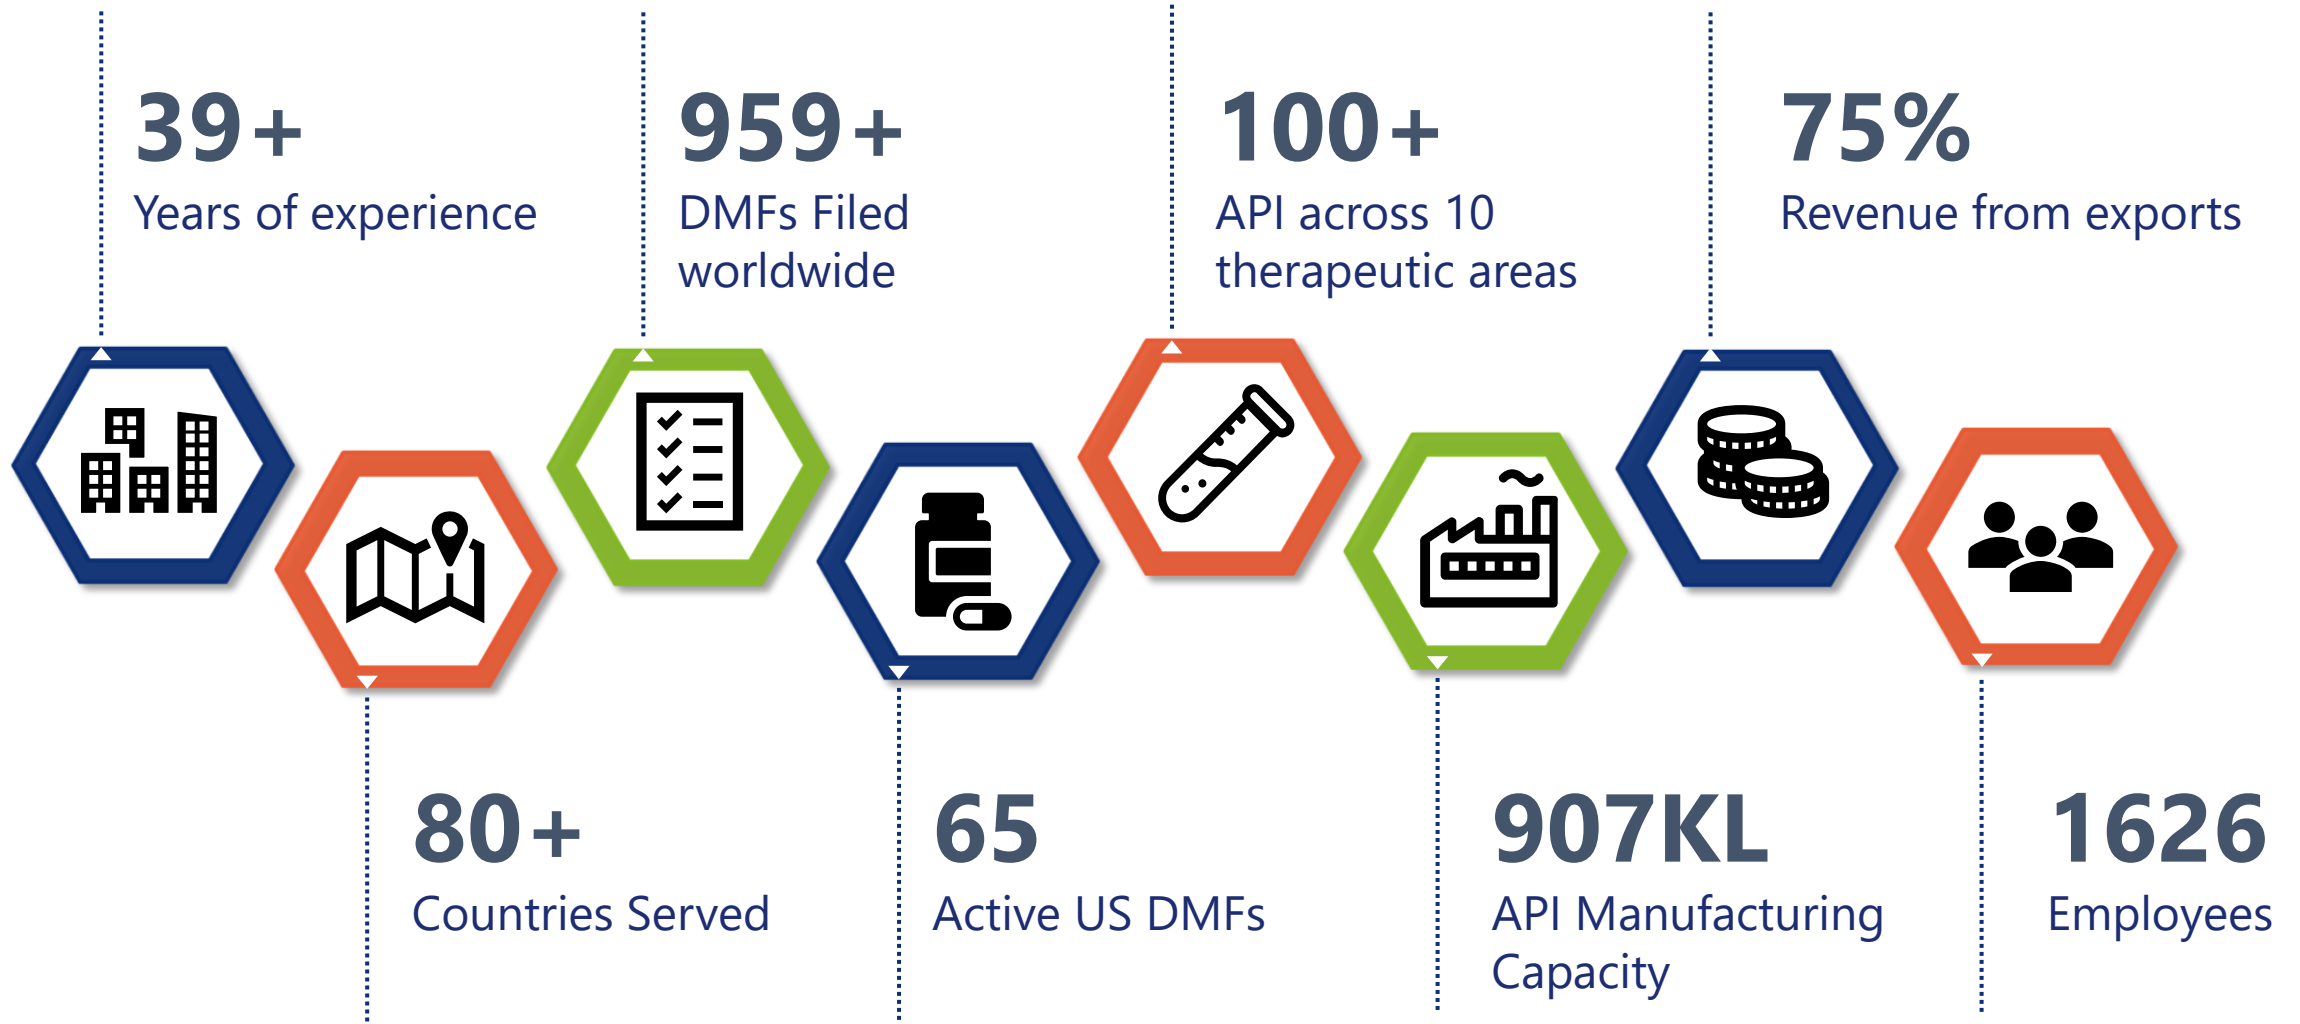 39+
Years of experience
959+
DMFs Filed
worldwide
100+
API across 10
therapeutic areas
75%
Revenue from exports
80+
Countries Served
65
Active US DMFs
907KL
API Manufacturing
Capacity
1626
Employees